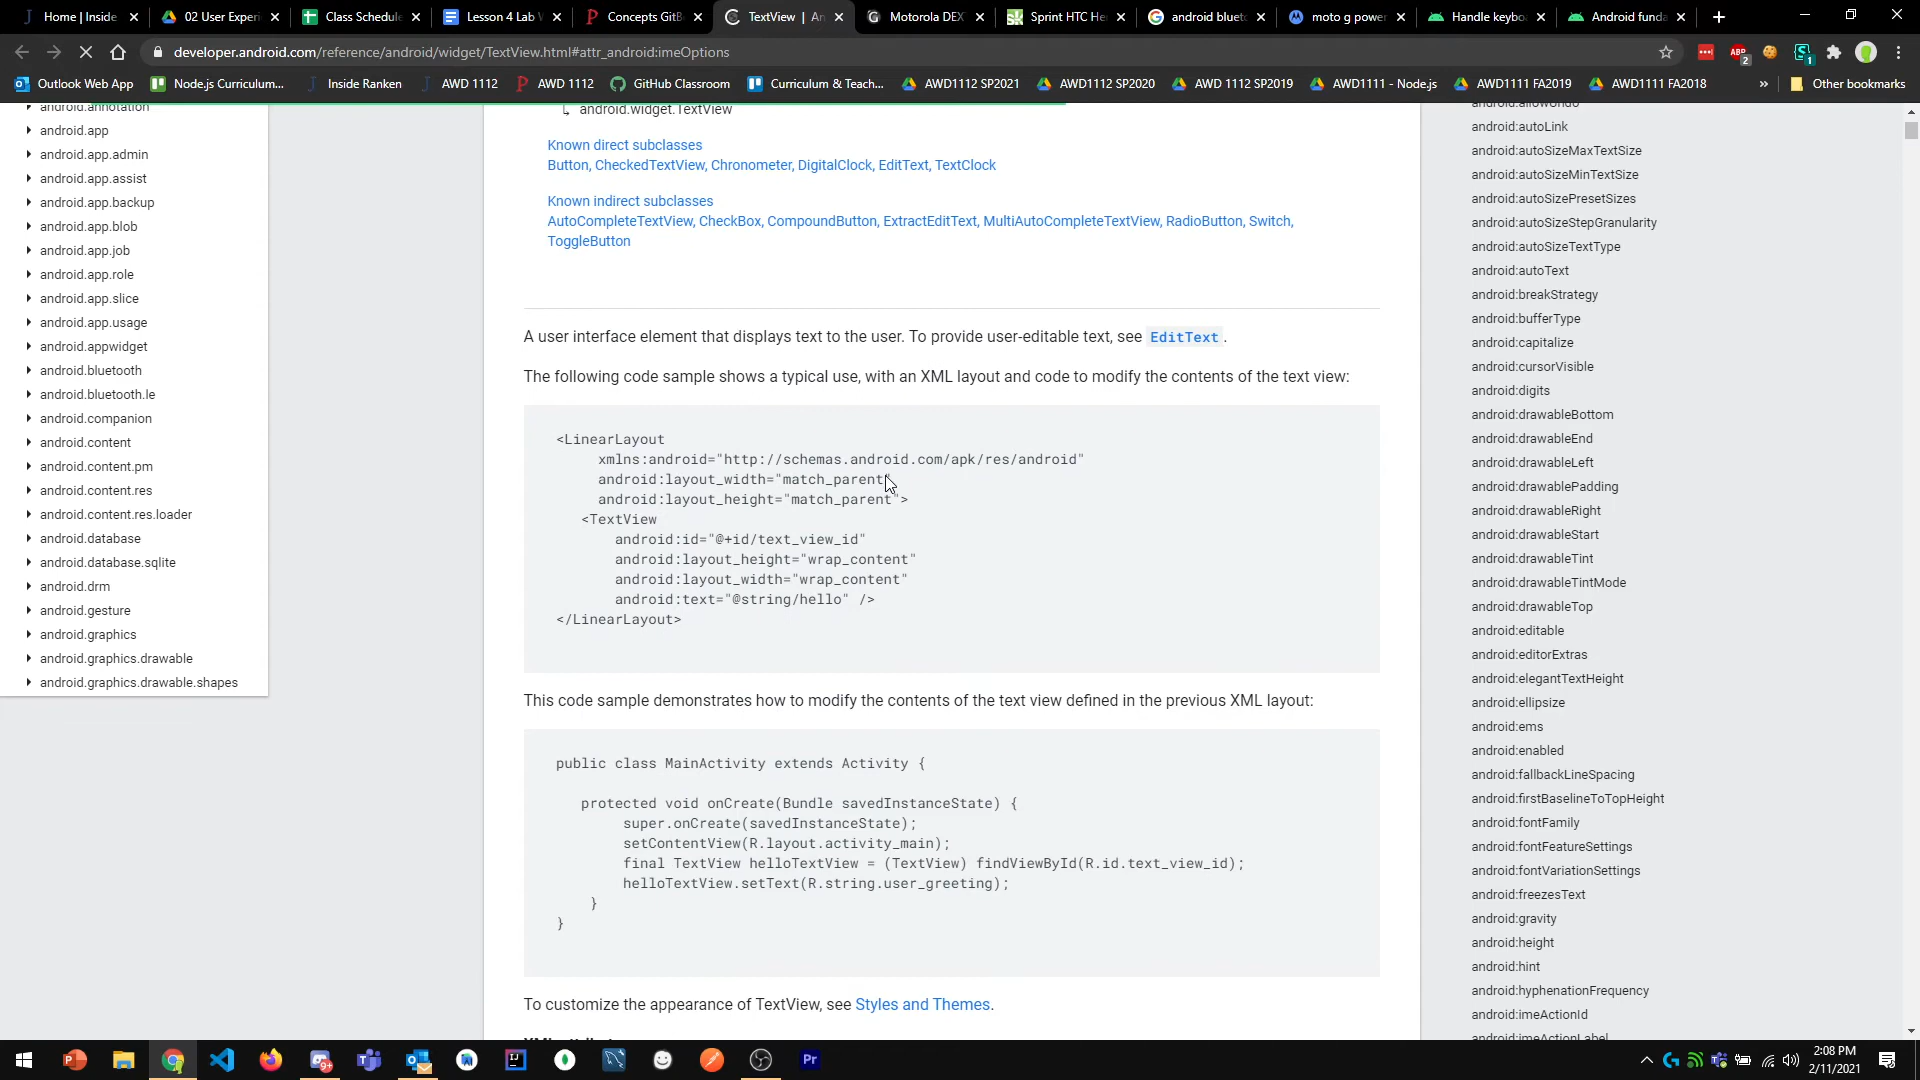 Home | Inside
02 User Experi
Class Schedule
Lesson 4 Lab
Concepts GitB
TextView | An
Motorola DEX
Sprint HTC He
android bluet
moto g power
Handle keybo
Android funda
developer.android.com/reference/android/widget/TextView.html#attr_android:imeOptions
Outlook Web App
Node.js Curriculum...
Inside Ranken
AWD 1112
AWD 1112
GitHub Classroom
Curriculum & Teach...
AWD1112 SP2021
AWD1112 SP2020
AWD 1112 SP2019
AWD1111 - Node.js
AWD1111 FA2019
AWD1111 FA2018
»
Other bookmarks
android.annotation
android.app
android.app.admin
android.app.assist
android.app.backup
android.app.blob
android.app.job
android.app.role
android.app.slice
android.app.usage
android.appwidget
android.bluetooth
android.bluetooth.le
android.companion
android.content
android.content.pm
android.content.res
android.content.res.loader
android.database
android.database.sqlite
android.drm
android.gesture
android.graphics
android.graphics.drawable
android.graphics.drawable.shapes
↳ android.widget.TextView
Known direct subclasses
Button, CheckedTextView, Chronometer, DigitalClock, EditText, TextClock
Known indirect subclasses
AutoCompleteTextView, CheckBox, CompoundButton, ExtractEditText, MultiAutoCompleteTextView, RadioButton, Switch,
ToggleButton
A user interface element that displays text to the user. To provide user-editable text, see EditText.
The following code sample shows a typical use, with an XML layout and code to modify the contents of the text view:
<LinearLayout
xmlns:android="http://schemas.android.com/apk/res/android"
android:layout_width="match_parent"
android:layout_height="match_parent">
<TextView
android:id="@+id/text_view_id"
android:layout_height="wrap_content"
android:layout_width="wrap_content"
android:text="@string/hello" />
</LinearLayout>
This code sample demonstrates how to modify the contents of the text view defined in the previous XML layout:
public class MainActivity extends Activity {
protected void onCreate(Bundle savedInstanceState) {
super.onCreate(savedInstanceState);
setContentView(R.layout.activity_main);
final TextView helloTextView = (TextView) findViewById(R.id.text_view_id);
helloTextView.setText(R.string.user_greeting);
}
}
To customize the appearance of TextView, see Styles and Themes.
android:allowUndo
android:autoLink
android:autoSizeMaxTextSize
android:autoSizeMinTextSize
android:autoSizePresetSizes
android:autoSizeStepGranularity
android:autoSizeTextType
android:autoText
android:breakStrategy
android:bufferType
android:capitalize
android:cursorVisible
android:digits
android:drawableBottom
android:drawableEnd
android:drawableLeft
android:drawablePadding
android:drawableRight
android:drawableStart
android:drawableTint
android:drawableTintMode
android:drawableTop
android:editable
android:editorExtras
android:elegantTextHeight
android:ellipsize
android:ems
android:enabled
android:fallbackLineSpacing
android:firstBaselineToTopHeight
android:fontFamily
android:fontFeatureSettings
android:fontVariationSettings
android:freezesText
android:gravity
android:height
android:hint
android:hyphenationFrequency
android:imeActionId
android:imeActionLabel
2:08 PM
2/11/2021